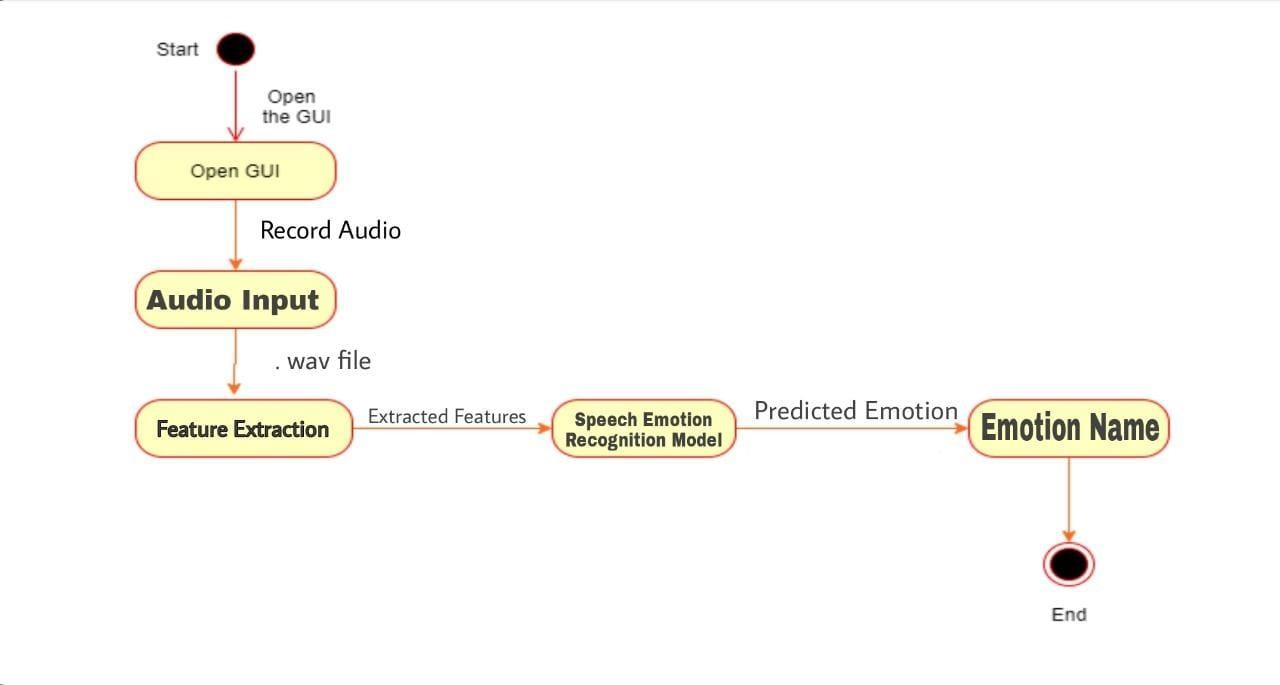 Start
Open
the GUI
Open GUI
Record Audio
Audio Input
. wav file
Feature Extraction
Extracted Features
Speech Emotion
Recognition Model
Predicted Emotion
Emotion Name
End